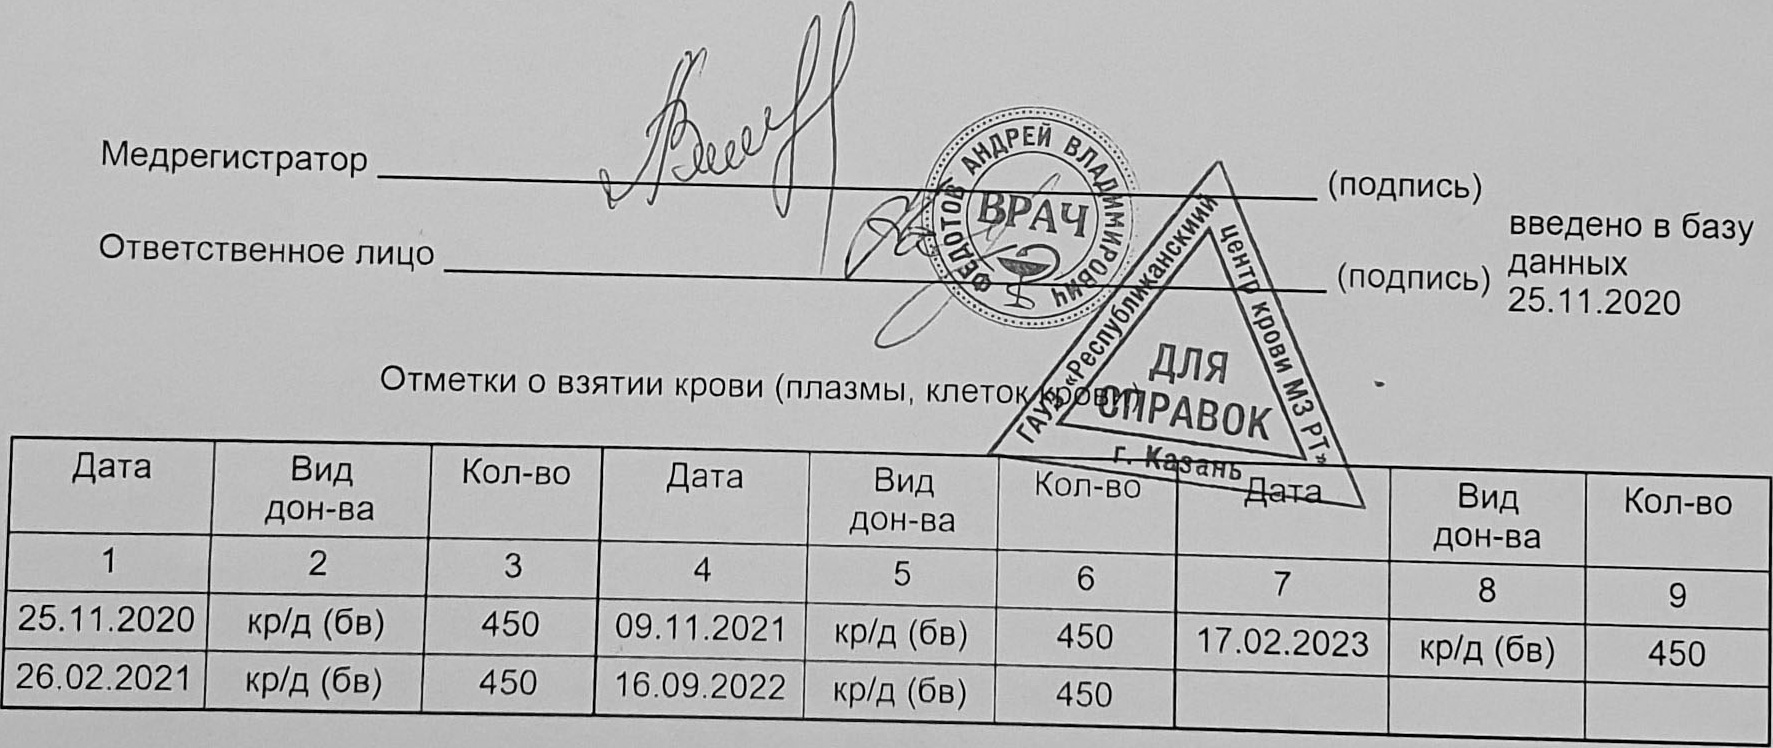 Медрегистратор (подпись)
Ответственное лицо (подпись)
введено в базу
данных
25.11.2020
ФЕДОТОВ АНДРЕЙ ВЛАДИМИРОВИЧ
ВРАЧ
ГАУЗ «Республиканский центр крови МЗ РТ»
г. Казань
ДЛЯ
СПРАВОК
Отметки о взятии крови (плазмы, клеток крови)
Дата Вид дон-ва Кол-во Дата Вид дон-ва Кол-во Дата Вид дон-ва Кол-во
1 2 3 4 5 6 7 8 9
25.11.2020 кр/д (бв) 450 09.11.2021 кр/д (бв) 450 17.02.2023 кр/д (бв) 450
26.02.2021 кр/д (бв) 450 16.09.2022 кр/д (бв) 450